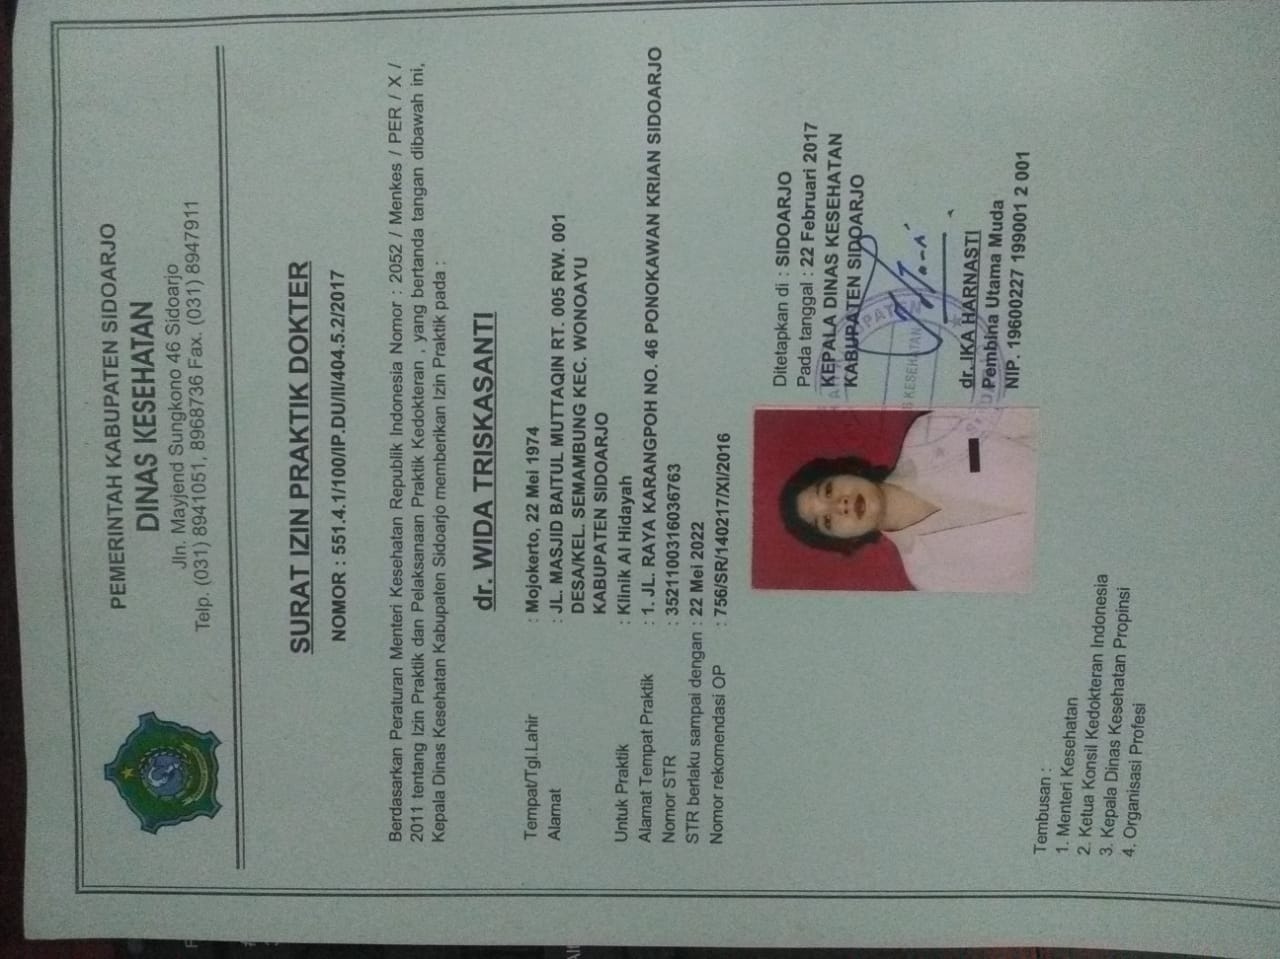 PEMERINTAH KABUPATEN SIDOARJO
DINAS KESEHATAN
Jln. Mayjend Sungkono 46 Sidoarjo
Telp. (031) 8941051, 8968736 Fax. (031) 8947911
SURAT IZIN PRAKTIK DOKTER
NOMOR : 551.4.1/100/IP.DU/II/404.5.2/2017
Berdasarkan Peraturan Menteri Kesehatan Republik Indonesia Nomor : 2052 / Menkes / PER / X /
2011 tentang Izin Praktik dan Pelaksanaan Praktik Kedokteran , yang bertanda tangan dibawah ini,
Kepala Dinas Kesehatan Kabupaten Sidoarjo memberikan Izin Praktik pada :
dr. WIDA TRISKASANTI
Tempat/Tgl.Lahir : Mojokerto, 22 Mei 1974
Alamat : JL. MASJID BAITUL MUTTAQIN RT. 005 RW. 001
DESA/KEL. SEMAMBUNG KEC. WONOAYU
KABUPATEN SIDOARJO
Untuk Praktik : Klinik Al Hidayah
Alamat Tempat Praktik : 1. JL. RAYA KARANGPOH NO. 46 PONOKAWAN KRIAN SIDOARJO
Nomor STR : 3521100316036763
STR berlaku sampai dengan : 22 Mei 2022
Nomor rekomendasi OP : 756/SR/140217/XI/2016
Ditetapkan di : SIDOARJO
Pada tanggal : 22 Februari 2017
KEPALA DINAS KESEHATAN
KABUPATEN SIDOARJO
dr. IKA HARNASTI
Pembina Utama Muda
NIP. 19600227 199001 2 001
Tembusan :
1. Menteri Kesehatan
2. Ketua Konsil Kedokteran Indonesia
3. Kepala Dinas Kesehatan Propinsi
4. Organisasi Profesi